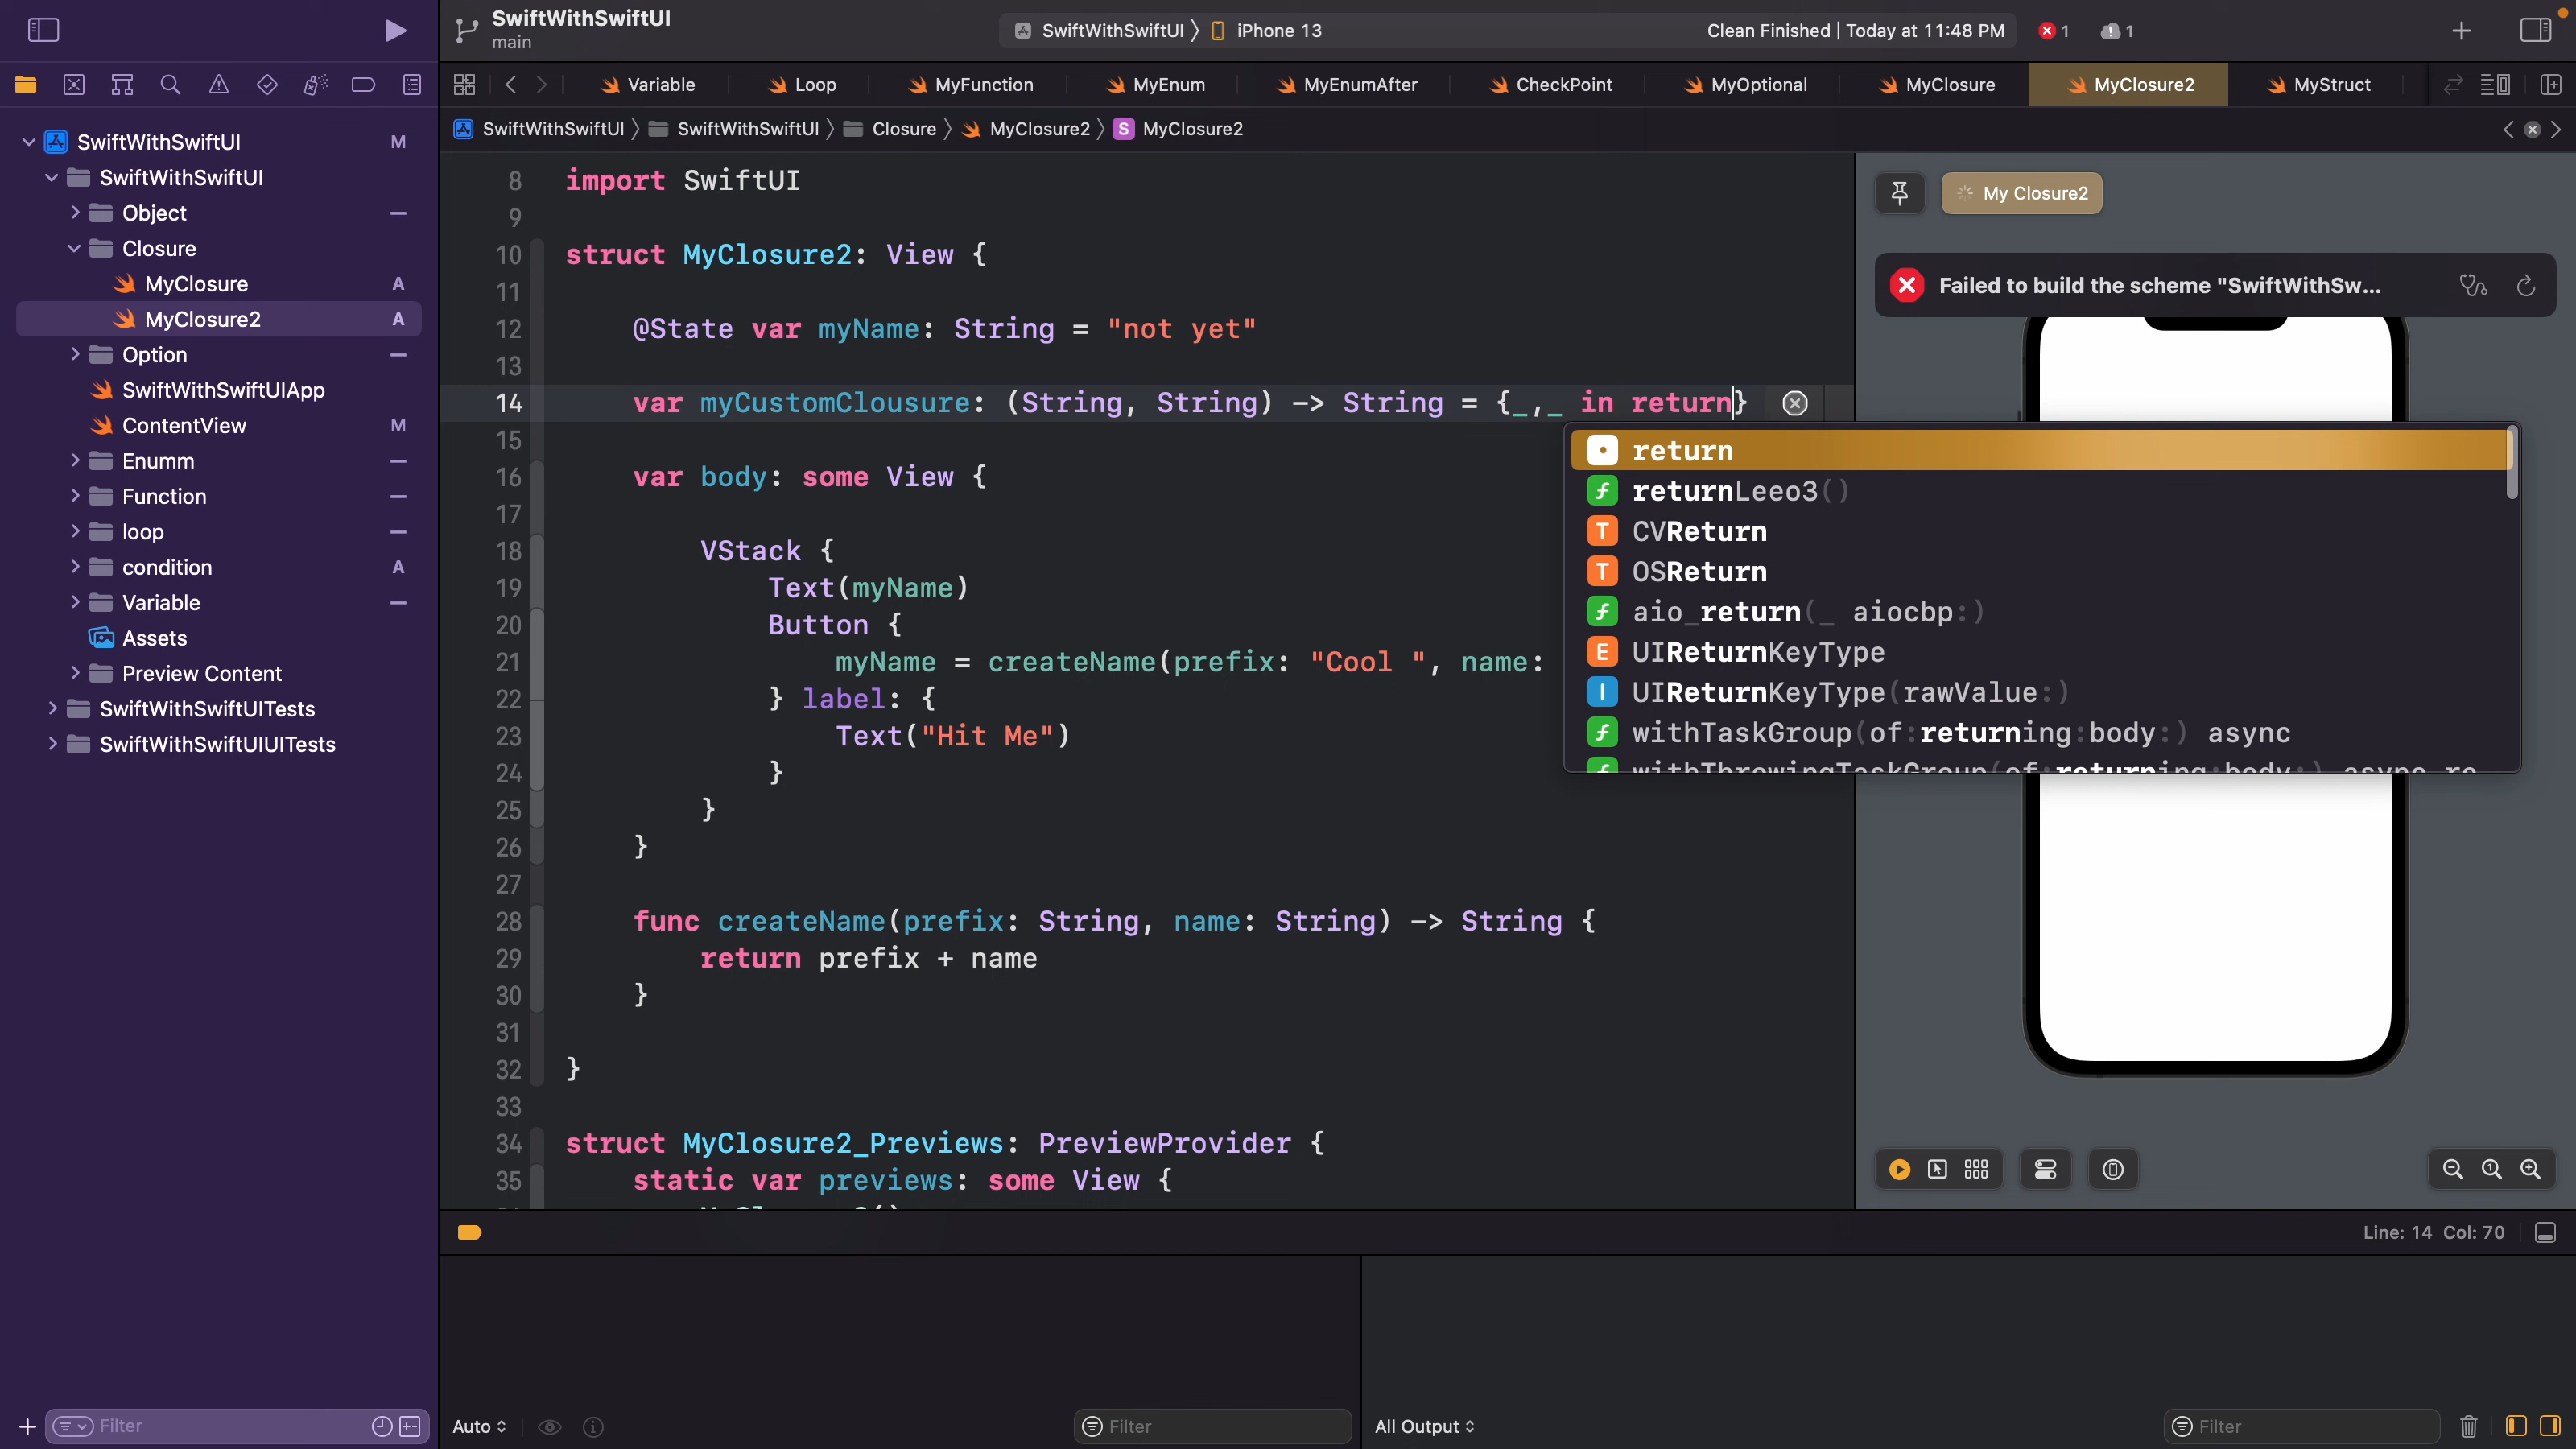 SwiftWithSwiftUI
main
SwiftWithSwiftUI
iPhone 13
Clean Finished | Today at 11:48 PM
1
1
Variable
Loop
MyFunction
MyEnum
MyEnumAfter
CheckPoint
MyOptional
MyClosure
MyClosure2
MyStruct
SwiftWithSwiftUI
SwiftWithSwiftUI
Closure
MyClosure2
S MyClosure2
SwiftWithSwiftUI M
SwiftWithSwiftUI
Object
Closure
MyClosure A
MyClosure2 A
Option
SwiftWithSwiftUIApp
ContentView M
Enumm
Function
loop
condition A
Variable
Assets
Preview Content
SwiftWithSwiftUITests
SwiftWithSwiftUIUITests
Filter
8 import SwiftUI
9
10 struct MyClosure2: View {
11
12 @State var myName: String = "not yet"
13
14 var myCustomClousure: (String, String) -> String = {_,_ in return}
15
16 var body: some View {
17
18 VStack {
19 Text(myName)
20 Button {
21 myName = createName(prefix: "Cool ", name:
22 } label: {
23 Text("Hit Me")
24 }
25 }
26 }
27
28 func createName(prefix: String, name: String) -> String {
29 return prefix + name
30 }
31
32 }
33
34 struct MyClosure2_Previews: PreviewProvider {
35 static var previews: some View {
return
f returnLeeo3()
T CVReturn
T OSReturn
f aio_return(_ aiocbp:)
E UIReturnKeyType
I UIReturnKeyType(rawValue:)
f withTaskGroup(of:returning:body:) async
f withThrowingTaskGroup(of:returning:body:) async re
My Closure2
Failed to build the scheme "SwiftWithSw...
Line: 14 Col: 70
Auto
Filter
All Output
Filter